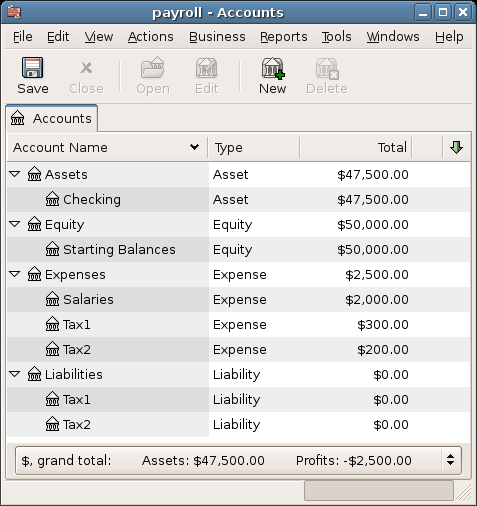 payroll - Accounts
File Edit View Actions Business Reports Tools Windows Help
Save Close Open Edit New Delete
Accounts
Account Name Type Total
Assets Asset $47,500.00
Checking Asset $47,500.00
Equity Equity $50,000.00
Starting Balances Equity $50,000.00
Expenses Expense $2,500.00
Salaries Expense $2,000.00
Tax1 Expense $300.00
Tax2 Expense $200.00
Liabilities Liability $0.00
Tax1 Liability $0.00
Tax2 Liability $0.00
$, grand total: Assets: $47,500.00 Profits: -$2,500.00